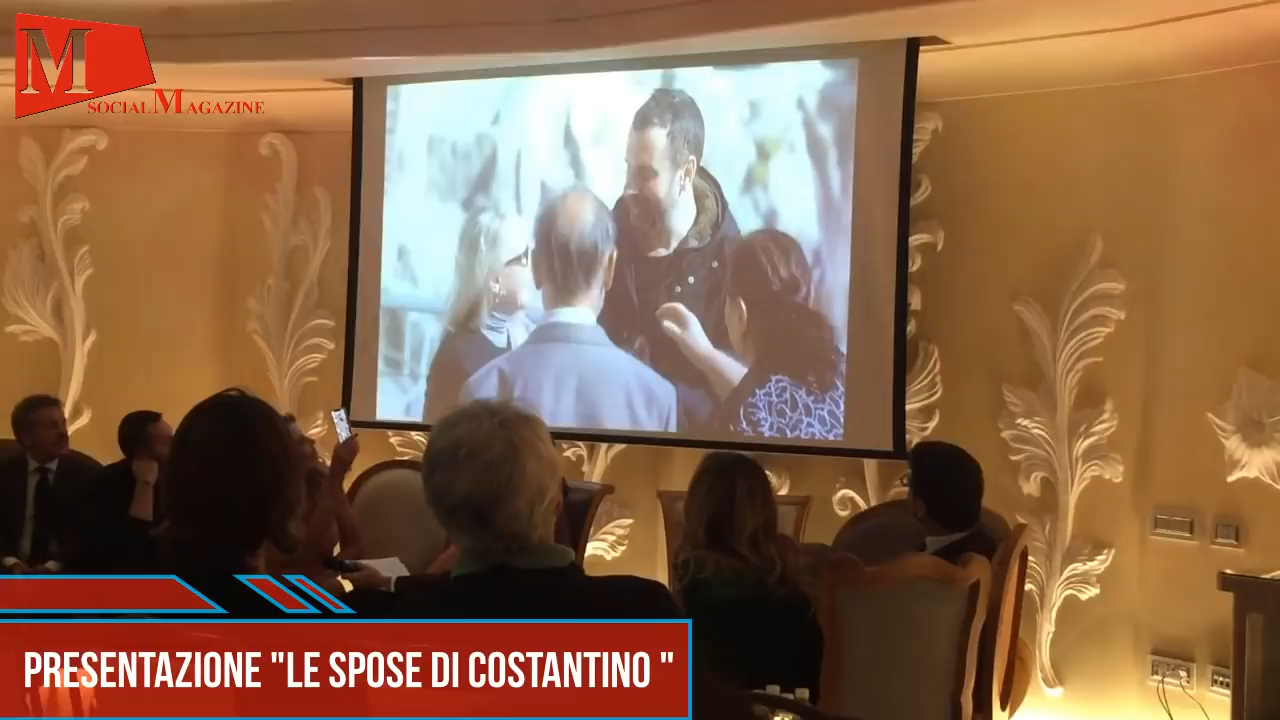 M
SOCIAL MAGAZINE
PRESENTAZIONE "LE SPOSE DI COSTANTINO "